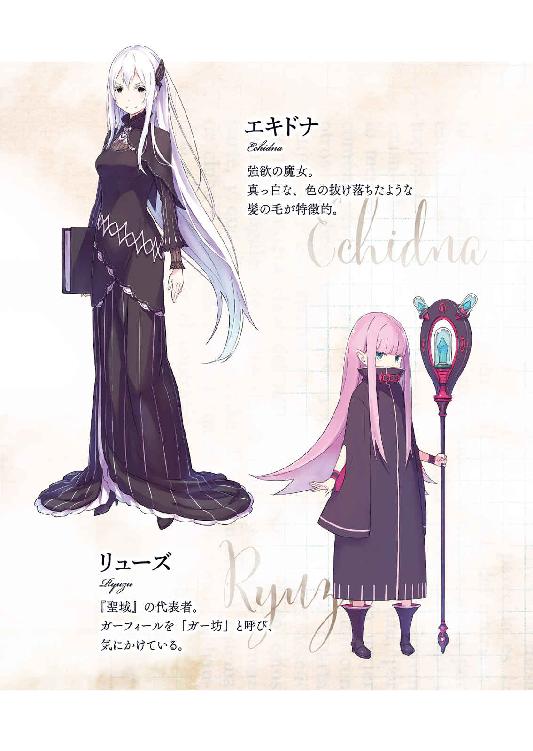 エキドナ
Echidna
強欲の魔女。
真っ白な、色の抜け落ちたような
髪の毛が特徴的。
Echidna
リューズ
Ryuzu
『聖域』の代表者。
ガーフィールを「ガー坊」と呼び、
気にかけている。
Ryuz